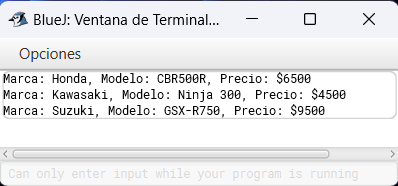 BlueJ: Ventana de Terminal...
Opciones
Marca: Honda, Modelo: CBR500R, Precio: $6500
Marca: Kawasaki, Modelo: Ninja 300, Precio: $4500
Marca: Suzuki, Modelo: GSX-R750, Precio: $9500
Can only enter input while your program is running